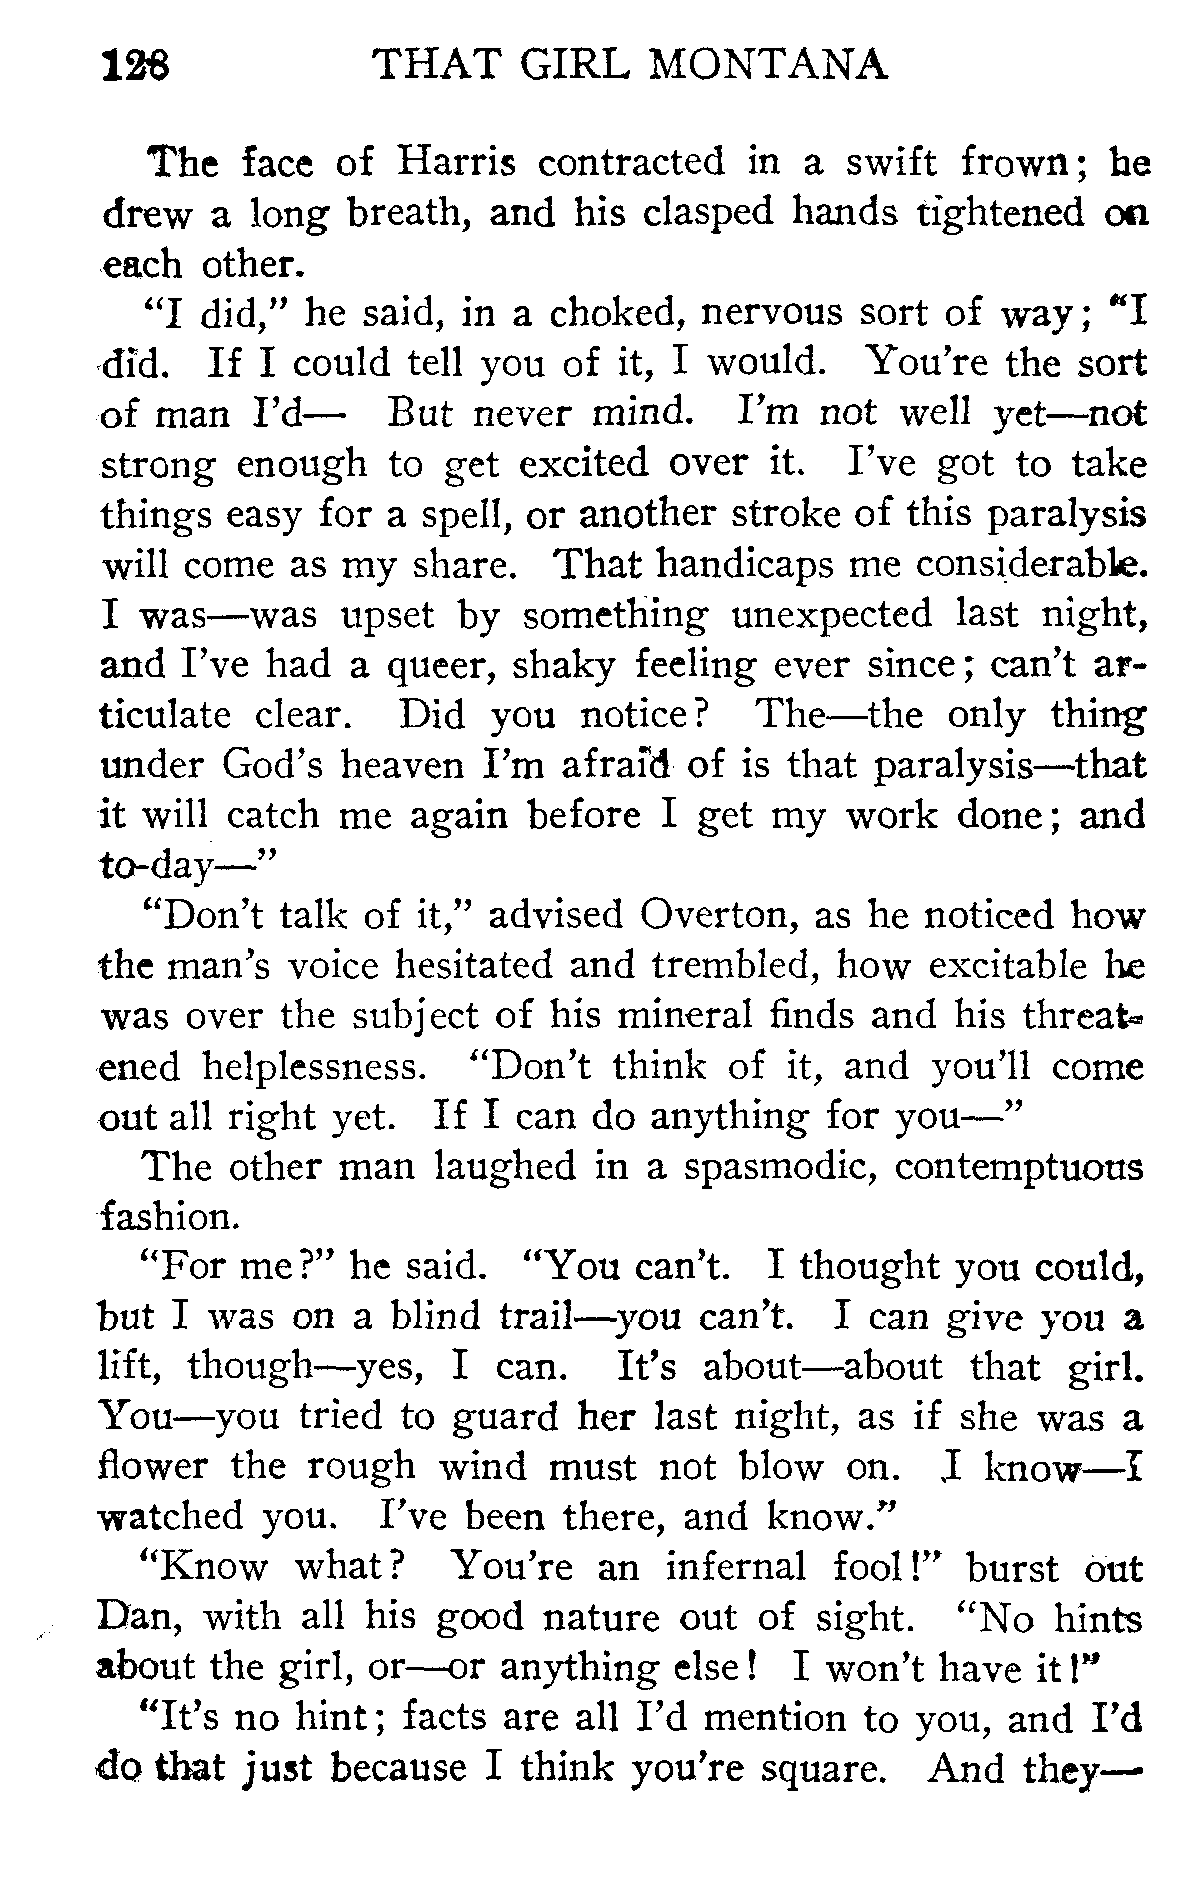 128 THAT GIRL MONTANA
The face of Harris contracted in a swift frown; he
drew a long breath, and his clasped hands tightened on
each other.
“I did,” he said, in a choked, nervous sort of way; “I
did. If I could tell you of it, I would. You're the sort
of man I'd— But never mind. I'm not well yet—not
strong enough to get excited over it. I've got to take
things easy for a spell, or another stroke of this paralysis
will come as my share. That handicaps me considerable.
I was—was upset by something unexpected last night,
and I've had a queer, shaky feeling ever since; can't ar-
ticulate clear. Did you notice? The—the only thing
under God's heaven I'm afraid of is that paralysis—that
it will catch me again before I get my work done; and
to-day—”
“Don't talk of it,” advised Overton, as he noticed how
the man's voice hesitated and trembled, how excitable he
was over the subject of his mineral finds and his threat-
ened helplessness. “Don't think of it, and you'll come
out all right yet. If I can do anything for you—”
The other man laughed in a spasmodic, contemptuous
fashion.
“For me?” he said. “You can't. I thought you could,
but I was on a blind trail—you can't. I can give you a
lift, though—yes, I can. It's about—about that girl.
You—you tried to guard her last night, as if she was a
flower the rough wind must not blow on. I know—I
watched you. I've been there, and know.”
“Know what? You're an infernal fool!” burst out
Dan, with all his good nature out of sight. “No hints
about the girl, or—or anything else! I won't have it!”
“It's no hint; facts are all I'd mention to you, and I'd
do that just because I think you're square. And they—